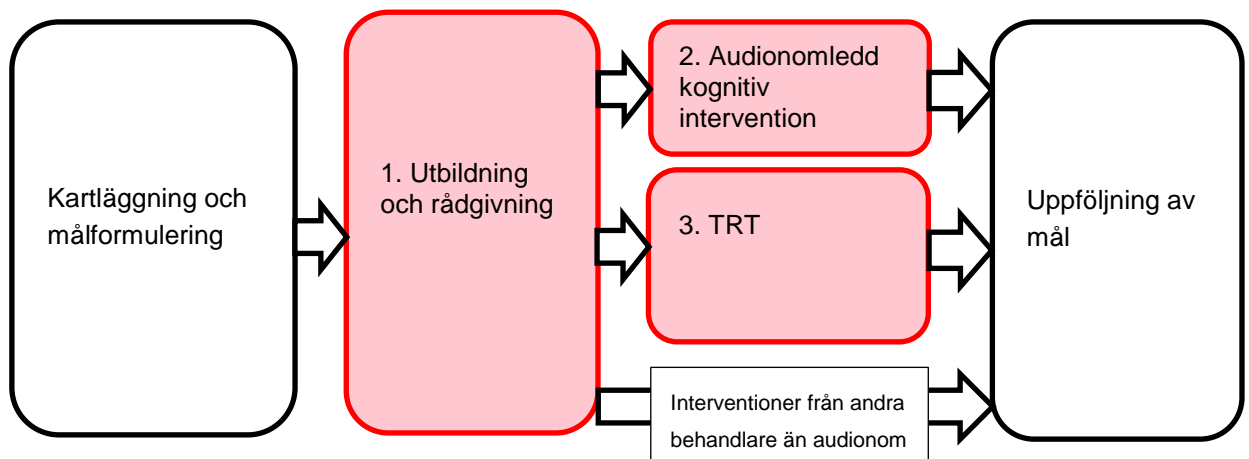 Kartläggning och
målformulering
1. Utbildning
och rådgivning
2. Audionomledd
kognitiv
intervention
3. TRT
Interventioner från andra
behandlare än audionom
Uppföljning av
mål